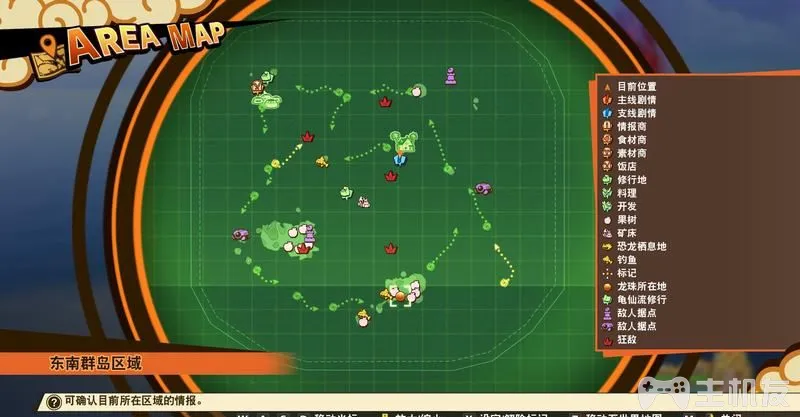 AREA MAP
目前位置
主线剧情
支线剧情
情报商
食材商
素材商
饭店
修行地
料理
开发
果树
矿床
恐龙栖息地
钓鱼
标记
龙珠所在地
龟仙流修行
敌人据点
敌人据点
狂敌
东南群岛区域
?可确认目前所在区域的情报。
主机友